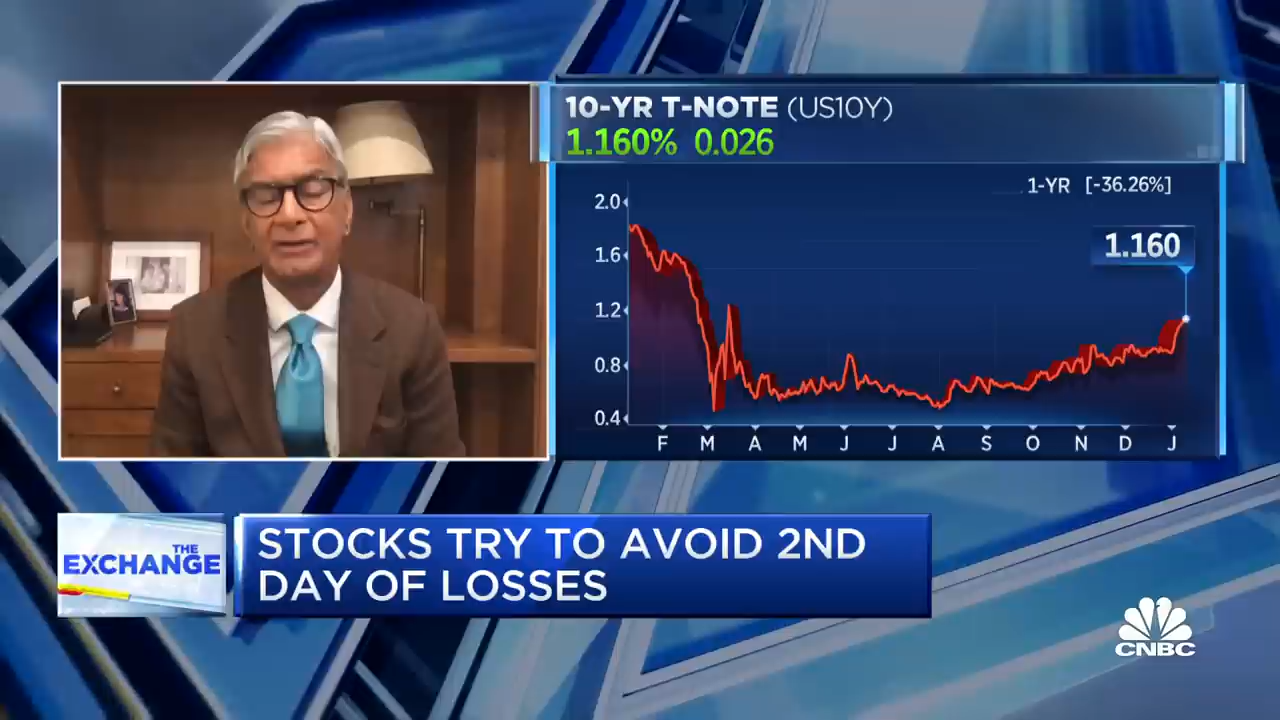 10-YR T-NOTE (US10Y)
1.160% 0.026
1-YR [-36.26%]
1.160
2.0
1.6
1.2
0.8
0.4
F M A M J J A S O N D J
THE
EXCHANGE
STOCKS TRY TO AVOID 2ND
DAY OF LOSSES
CNBC